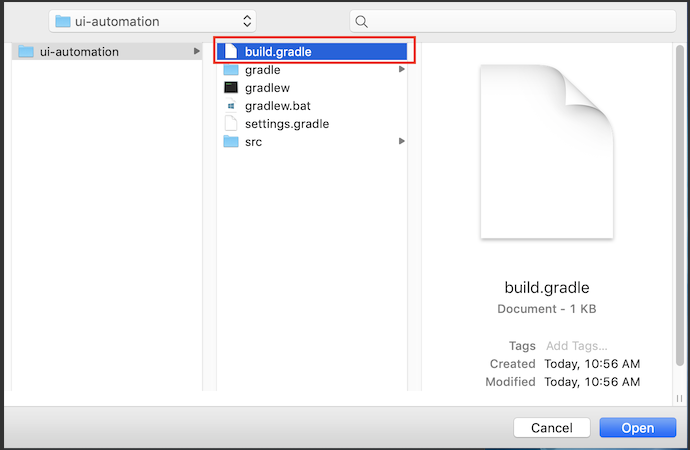 ui-automation
ui-automation
build.gradle
gradle
gradlew
gradlew.bat
settings.gradle
src
build.gradle
Document - 1 KB
Tags Add Tags...
Created Today, 10:56 AM
Modified Today, 10:56 AM
Cancel Open